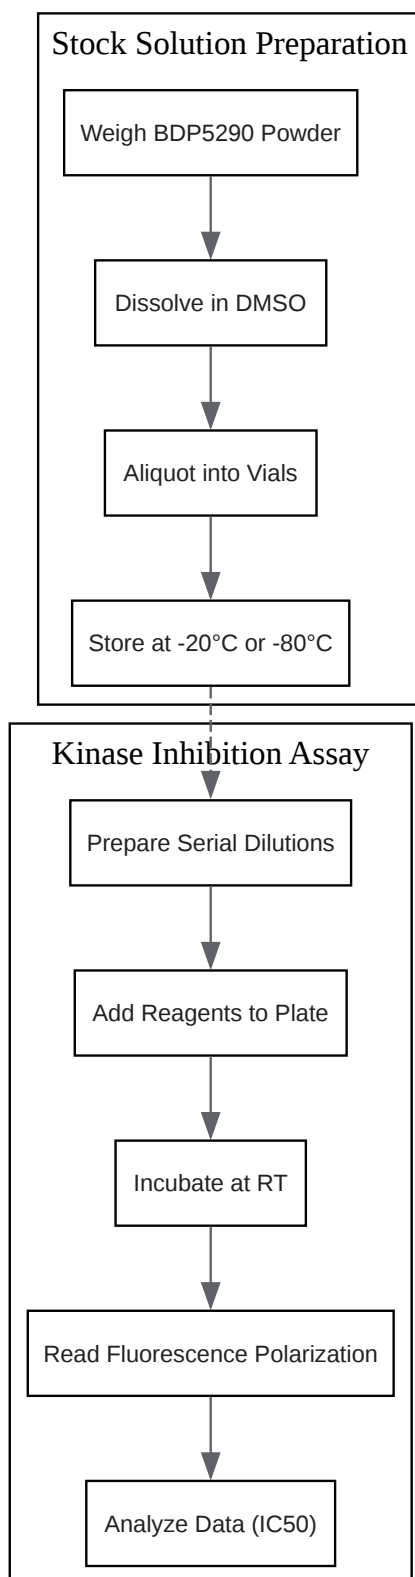 Stock Solution Preparation
Weigh BDP5290 Powder
Dissolve in DMSO
Aliquot into Vials
Store at -20°C or -80°C
Kinase Inhibition Assay
Prepare Serial Dilutions
Add Reagents to Plate
Incubate at RT
Read Fluorescence Polarization
Analyze Data (IC50)